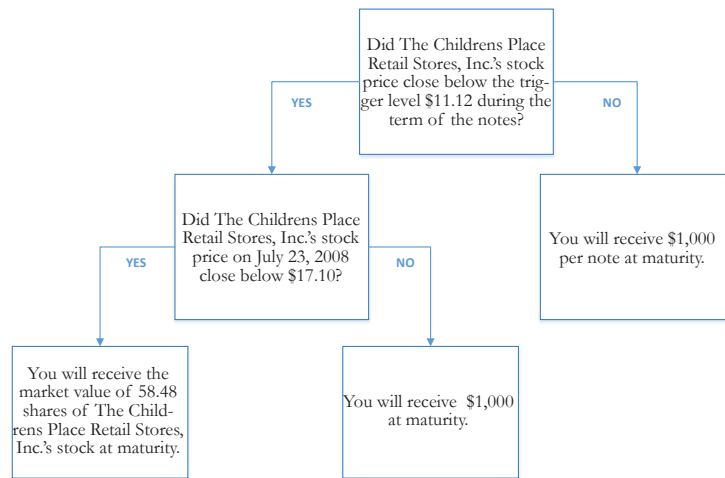 Did The Childrens Place
Retail Stores, Inc.'s stock
price close below the trig-
ger level $11.12 during the
term of the notes?
YES
NO
Did The Childrens Place
Retail Stores, Inc.'s stock
price on July 23, 2008
close below $17.10?
You will receive $1,000
per note at maturity.
YES
NO
You will receive the
market value of 58.48
shares of The Child-
rens Place Retail Stores,
Inc.'s stock at maturity.
You will receive $1,000
at maturity.